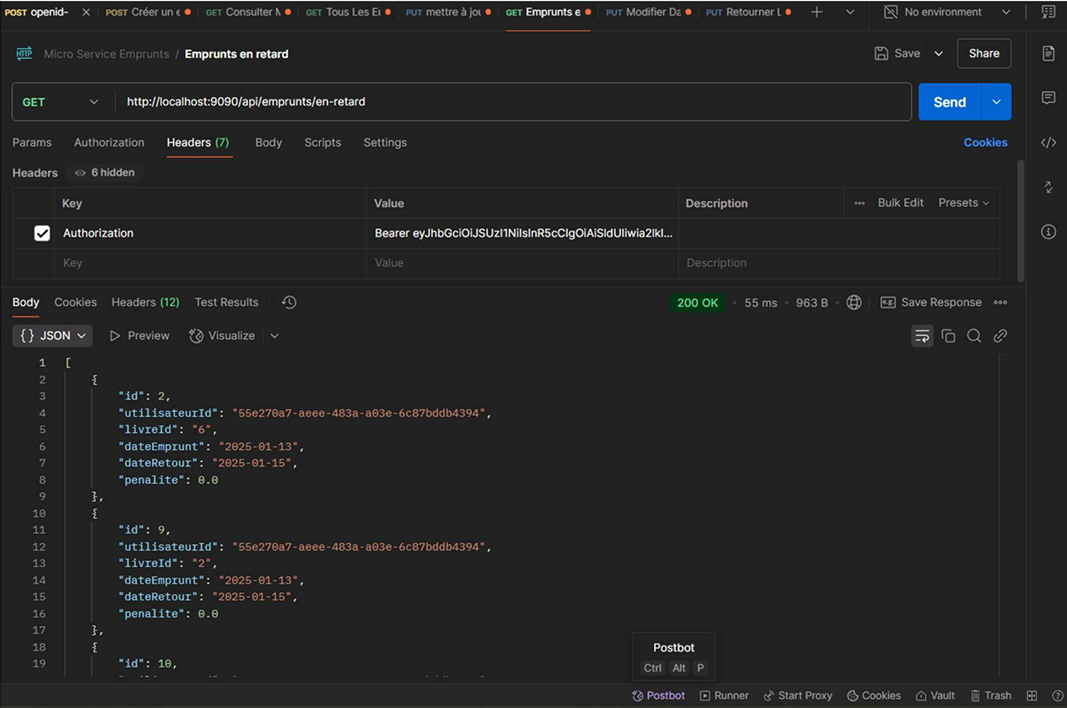 POST openid- POST Créer un e GET Consulter M GET Tous Les Er PUT mettre à jou GET Emprunts e PUT Modifier Da PUT Retourner L No environment
HTTP Micro Service Emprunts / Emprunts en retard Save Share
GET http://localhost:9090/api/emprunts/en-retard Send
Params Authorization Headers (7) Body Scripts Settings Cookies
Headers 6 hidden
Key Value Description Bulk Edit Presets
Authorization Bearer eyJhbGciOiJSUzI1NiIsInR5cCIgOiAiSldUIiwia2lkI...
Key Value Description
Body Cookies Headers (12) Test Results 200 OK 55 ms 963 B e.g. Save Response
{} JSON Preview Visualize
1 [
2 {
3 "id": 2,
4 "utilisateurId": "55e270a7-aeee-483a-a03e-6c87bddb4394",
5 "livreId": "6",
6 "dateEmprunt": "2025-01-13",
7 "dateRetour": "2025-01-15",
8 "penalite": 0.0
9 },
10 {
11 "id": 9,
12 "utilisateurId": "55e270a7-aeee-483a-a03e-6c87bddb4394",
13 "livreId": "2",
14 "dateEmprunt": "2025-01-13",
15 "dateRetour": "2025-01-15",
16 "penalite": 0.0
17 },
18 {
19 "id": 10,
Postbot
Ctrl Alt P
Postbot Runner Start Proxy Cookies Vault Trash